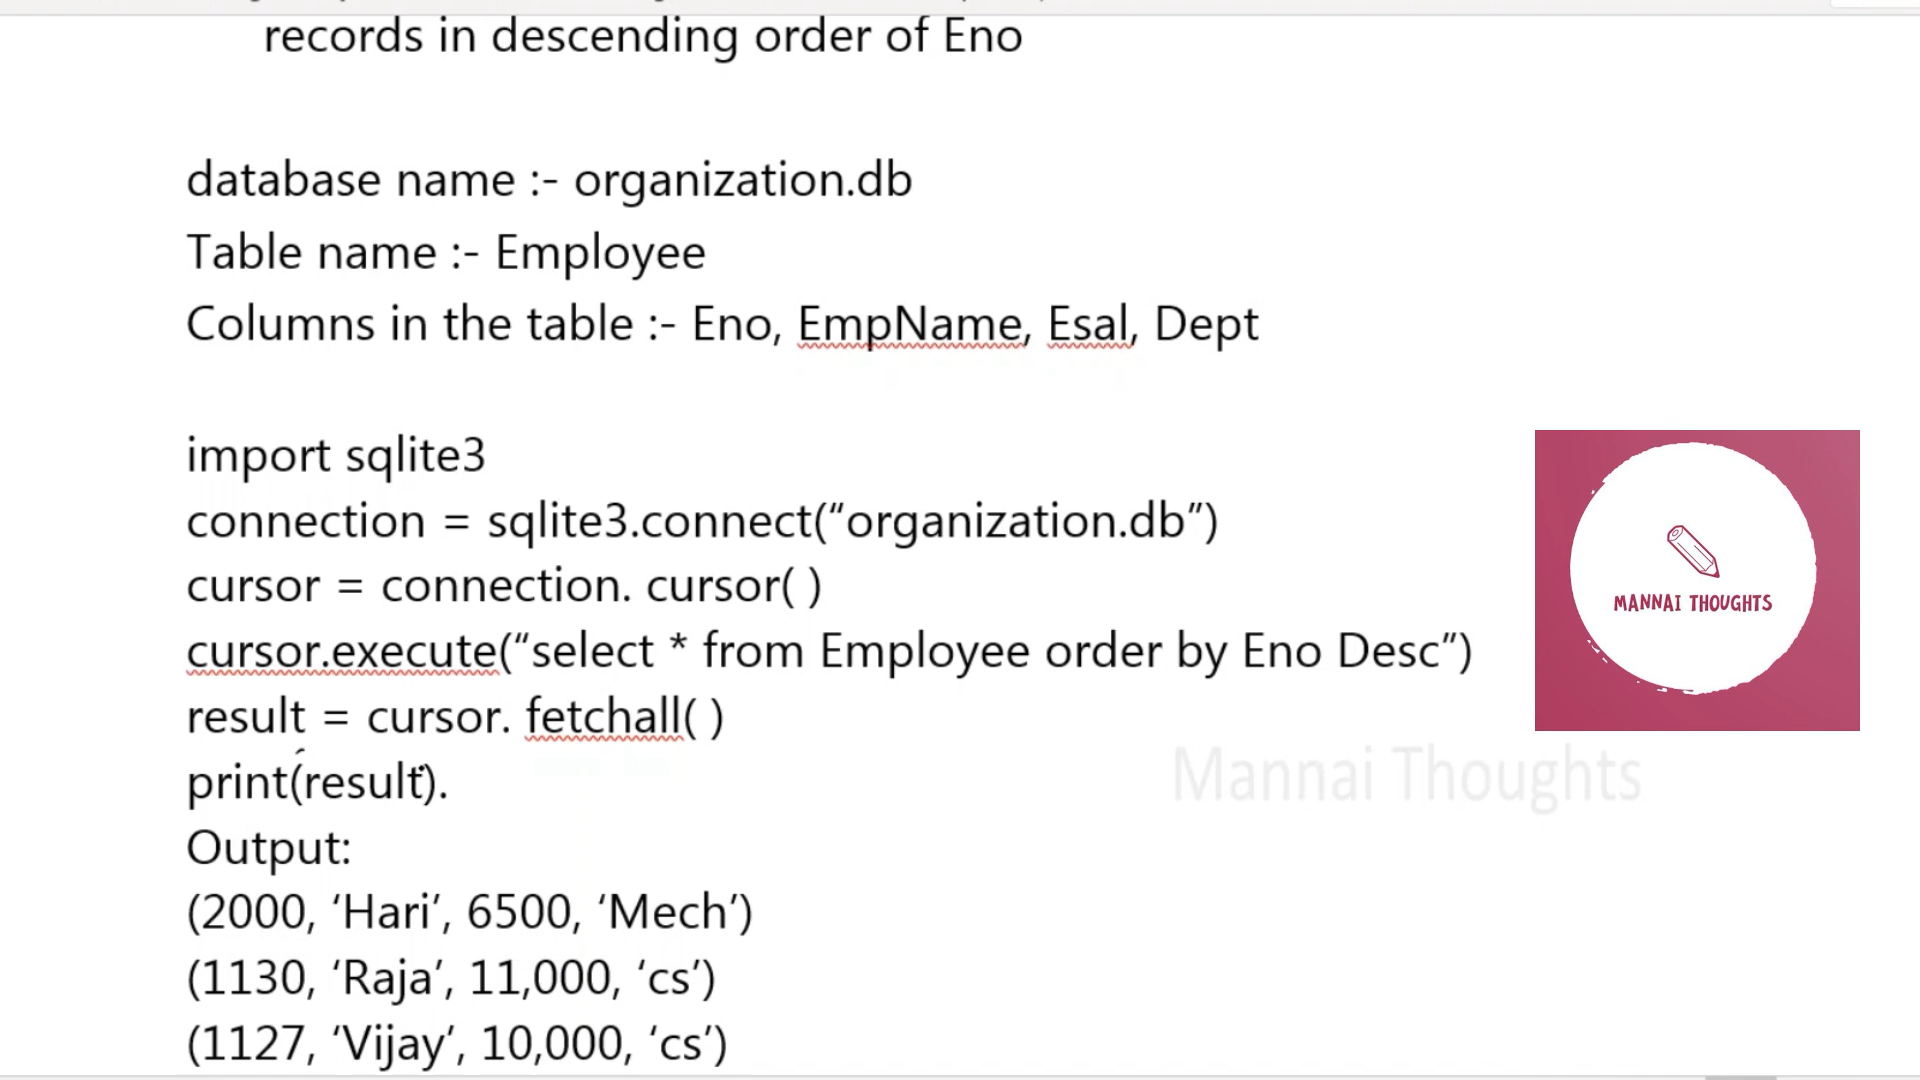 records in descending order of Eno
database name :- organization.db
Table name :- Employee
Columns in the table :- Eno, EmpName, Esal, Dept
import sqlite3
connection = sqlite3.connect(“organization.db”)
cursor = connection. cursor( )
cursor.execute(“select * from Employee order by Eno Desc”)
result = cursor. fetchall( )
print(result).
Output:
(2000, ‘Hari’, 6500, ‘Mech’)
(1130, ‘Raja’, 11,000, ‘cs’)
(1127, ‘Vijay’, 10,000, ‘cs’)
MANNAI THOUGHTS
Mannai Thoughts